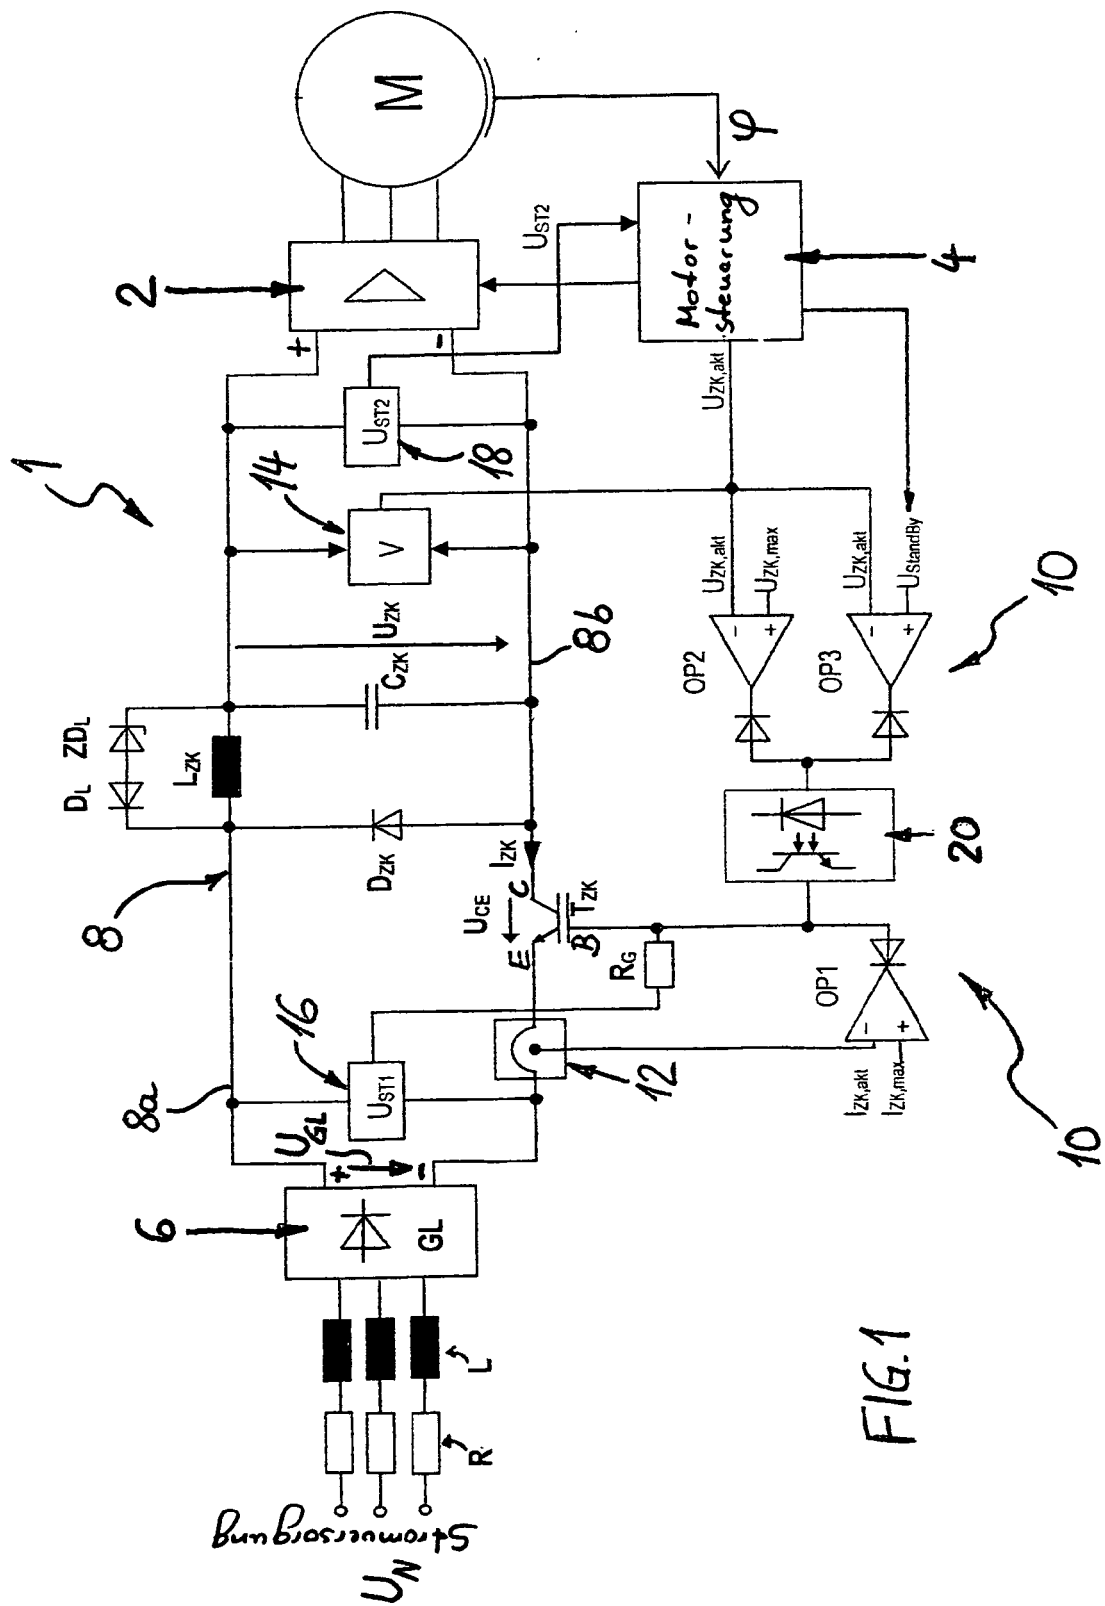 1
2
M
+
-
8
D_L ZD_L
L_ZK
14
V
U_ZK
C_ZK
U_ST2
18
U_ST2
φ
Motor-
steuerung
4
8a
6
GL
U_GL
+
-
16
U_ST1
D_ZK
I_ZK
U_CE
E
C
B
T_ZK
R_G
8b
12
L
R
Stromversorgung
U_N
U_ZK,akt
U_ZK,akt
U_ZK,max
-
+
OP2
U_ZK,akt
U_StandBy
-
+
OP3
20
10
OP1
-
+
I_ZK,akt
I_ZK,max
10
FIG.1